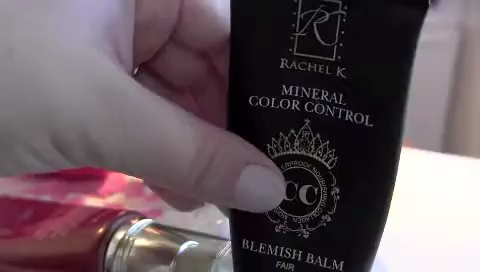 R
RACHEL K
MINERAL
COLOR CONTROL
CC
BLEMISH BALM
FAIR